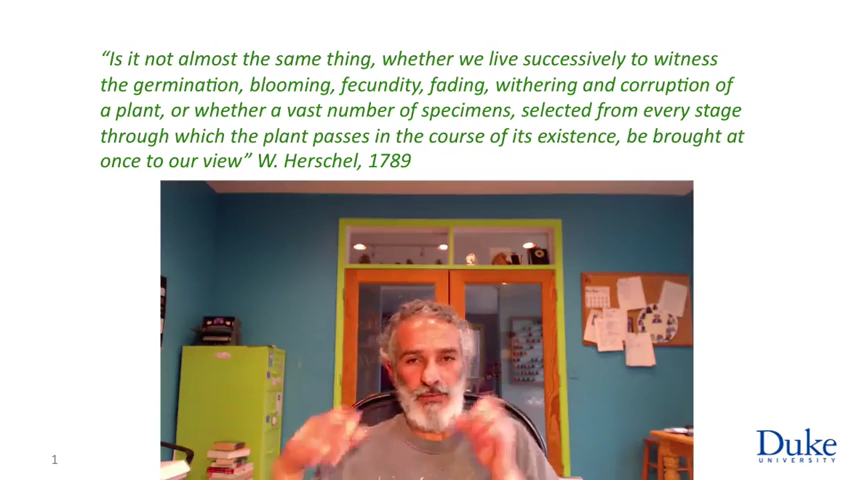 “Is it not almost the same thing, whether we live successively to witness
the germination, blooming, fecundity, fading, withering and corruption of
a plant, or whether a vast number of specimens, selected from every stage
through which the plant passes in the course of its existence, be brought at
once to our view” W. Herschel, 1789
1
Duke
UNIVERSITY